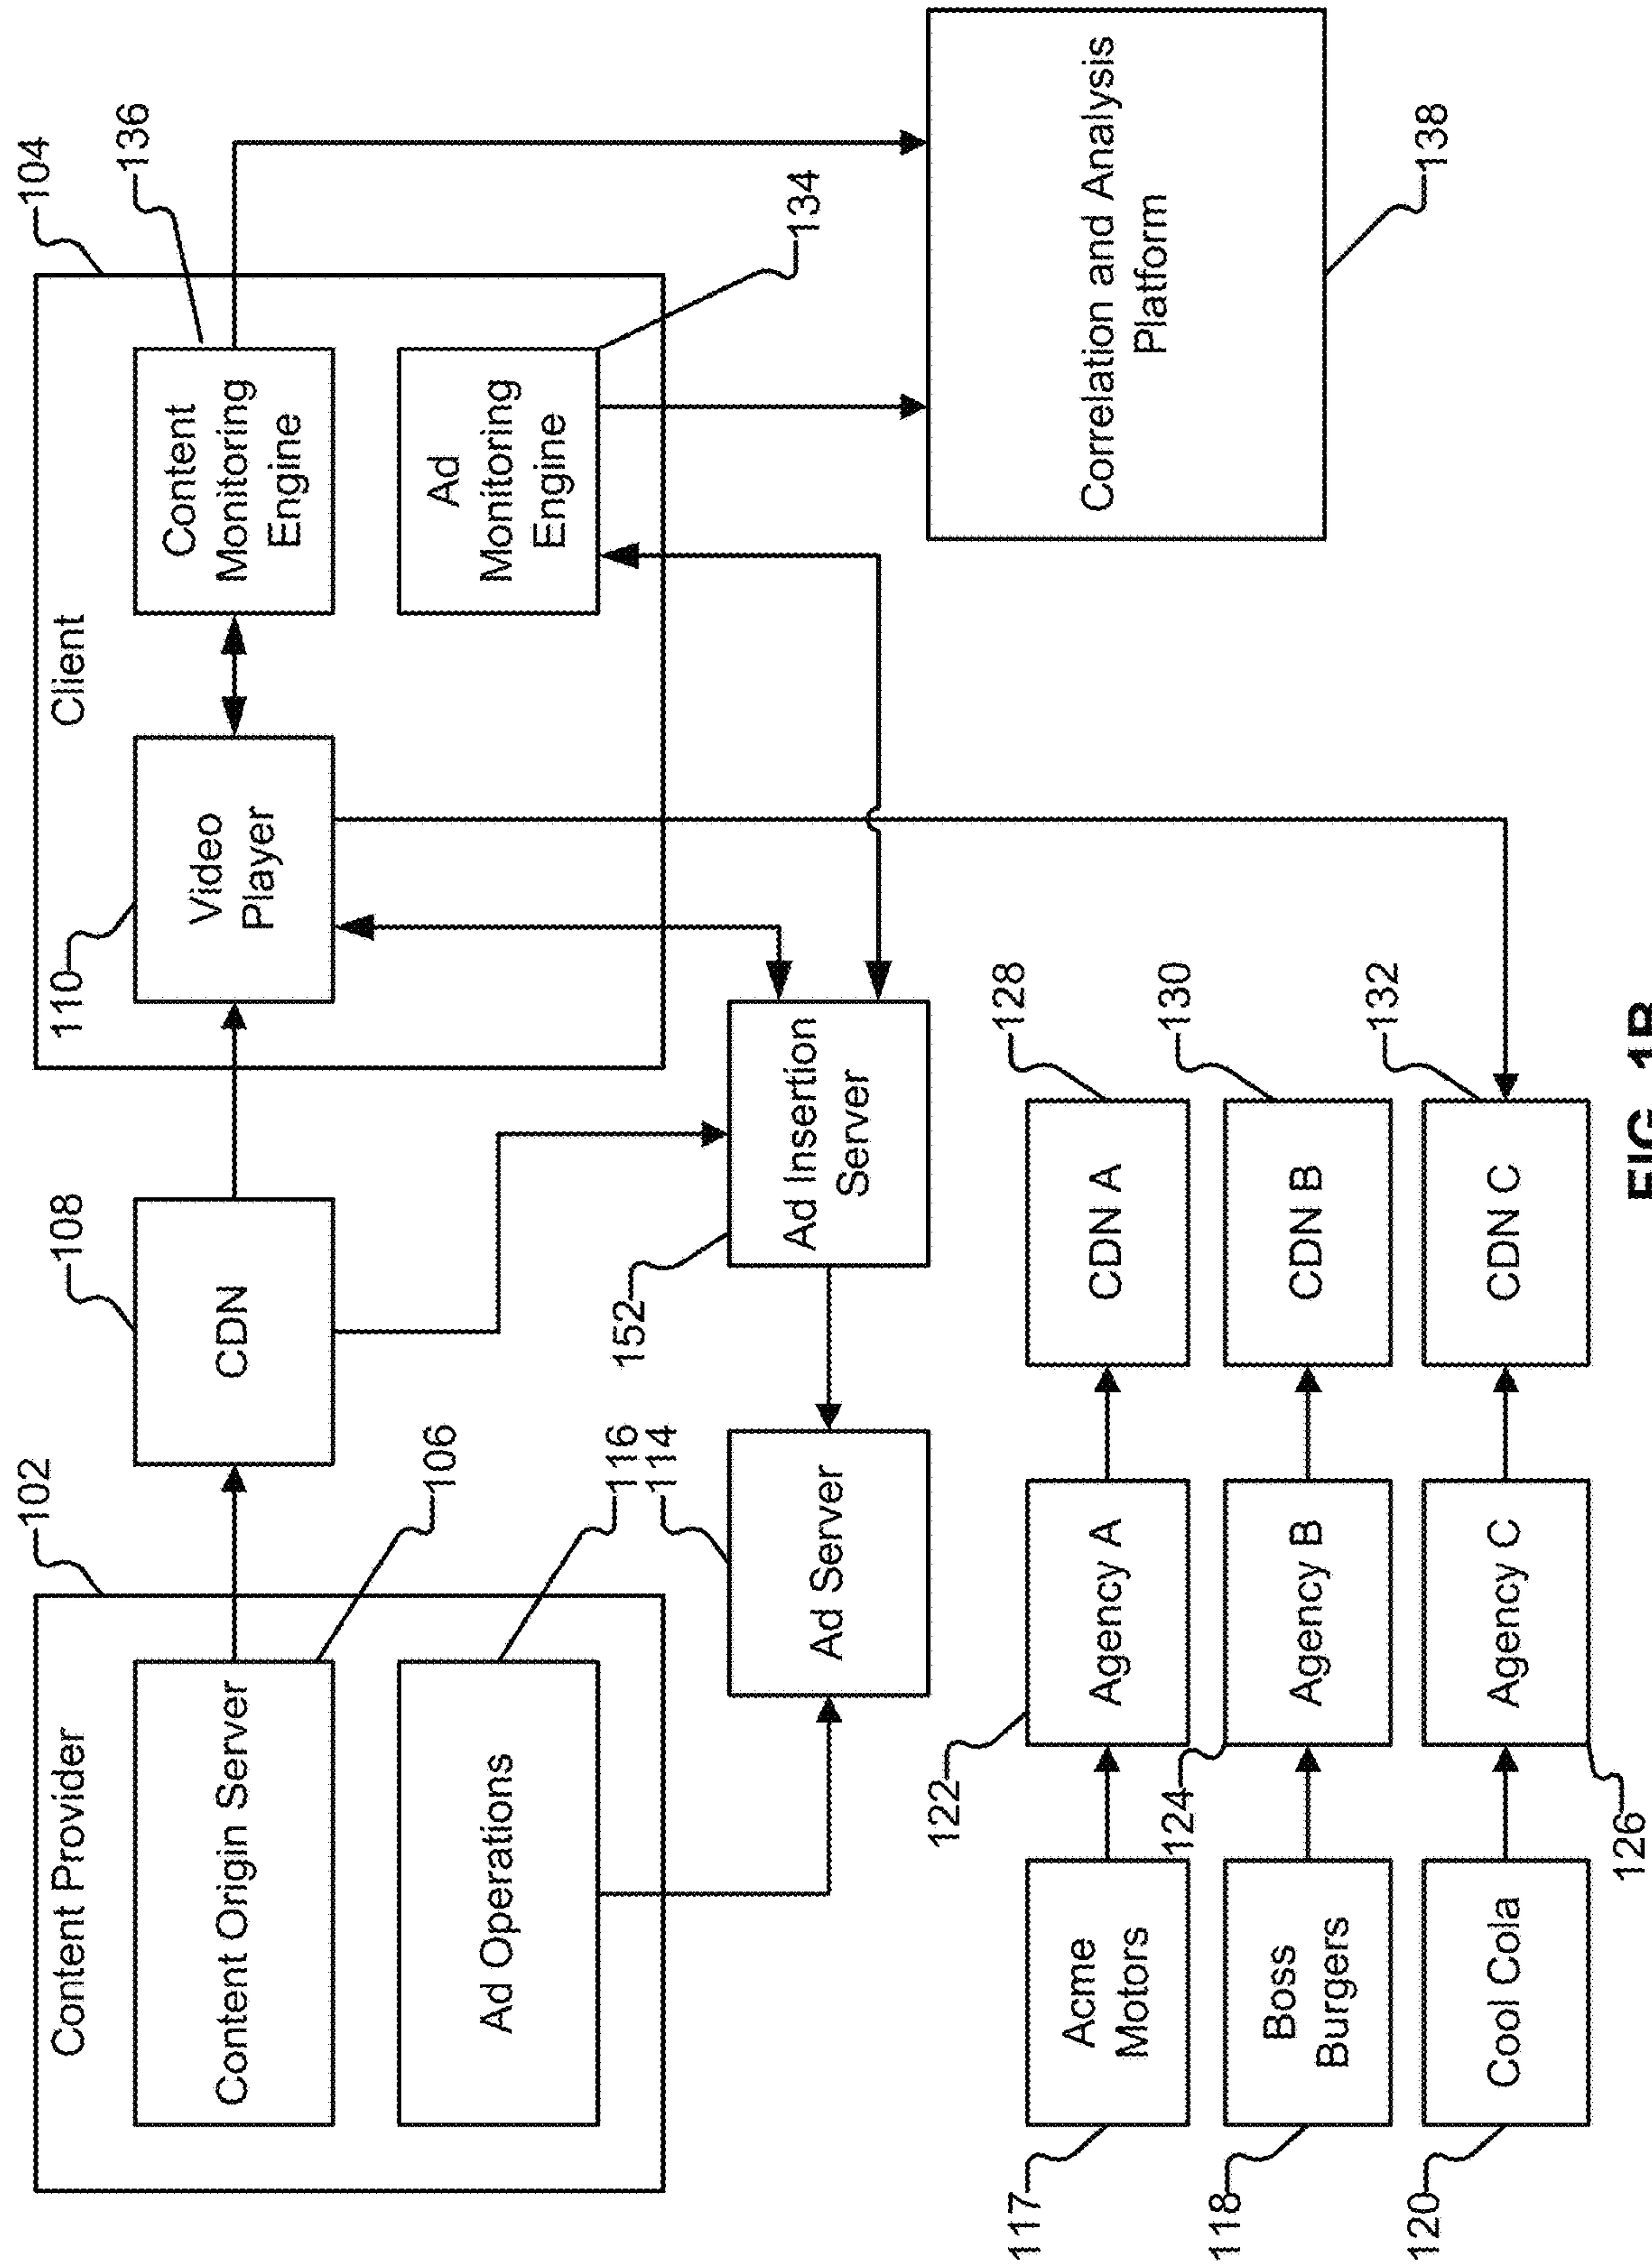 Content Provider
102
Content Origin Server
106
Ad Operations
116
CDN
108
Client
104
110
Video
Player
Content
Monitoring
Engine
136
Ad
Monitoring
Engine
134
114
Ad Server
152
Ad Insertion
Server
Correlation and Analysis
Platform
138
117
Acme
Motors
122
Agency A
CDN A
128
118
Boss
Burgers
124
Agency B
CDN B
130
120
Cool Cola
126
Agency C
CDN C
132
FIG. 1B